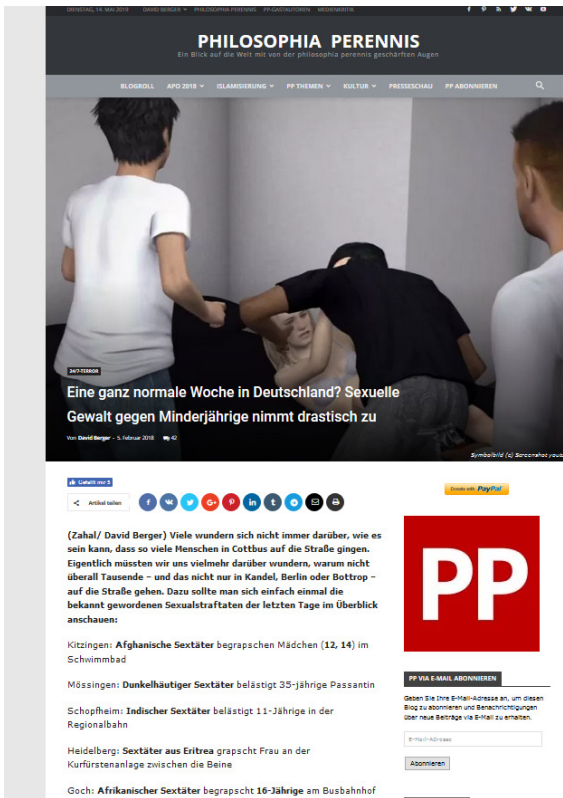 DIENSTAG, 14. MAI 2019 DAVID BERGER PHILOSOPHIA PERENNIS PP-GASTAUTOREN MEDIENKRITIK
PHILOSOPHIA PERENNIS
Ein Blick auf die Welt mit von der philosophia perennis geschärften Augen
BLOGROLL APO 2018 ISLAMISIERUNG PP THEMEN KULTUR PRESSESCHAU PP ABONNIEREN
24/7-TERROR
Eine ganz normale Woche in Deutschland? Sexuelle
Gewalt gegen Minderjährige nimmt drastisch zu
Von David Berger - 5. Februar 2018 42
Symbolbild (c) Screenshot youtu
Gefällt mir 5
Artikel teilen
(Zahal/ David Berger) Viele wundern sich nicht immer darüber, wie es
sein kann, dass so viele Menschen in Cottbus auf die Straße gingen.
Eigentlich müssten wir uns vielmehr darüber wundern, warum nicht
überall Tausende – und das nicht nur in Kandel, Berlin oder Bottrop –
auf die Straße gehen. Dazu sollte man sich einfach einmal die
bekannt gewordenen Sexualstraftaten der letzten Tage im Überblick
anschauen:
Kitzingen: Afghanische Sextäter begrapschen Mädchen (12, 14) im
Schwimmbad
Mössingen: Dunkelhäutiger Sextäter belästigt 35-jährige Passantin
Schopfheim: Indischer Sextäter belästigt 11-Jährige in der
Regionalbahn
Heidelberg: Sextäter aus Eritrea grapscht Frau an der
Kurfürstenanlage zwischen die Beine
Goch: Afrikanischer Sextäter begrapscht 16-Jährige am Busbahnhof
Donate with PayPal
PP
PP VIA E-MAIL ABONNIEREN
Geben Sie Ihre E-Mail-Adresse an, um diesen
Blog zu abonnieren und Benachrichtigungen
über neue Beiträge via E-Mail zu erhalten.
E-Mail-Adresse
Abonnieren